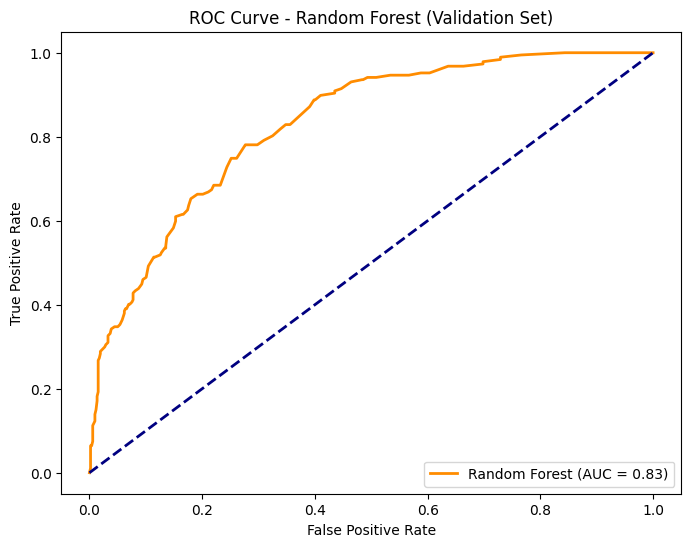 ROC Curve - Random Forest (Validation Set)
True Positive Rate
1.0
0.8
0.6
0.4
0.2
0.0
Random Forest (AUC = 0.83)
0.0 0.2 0.4 0.6 0.8 1.0
False Positive Rate